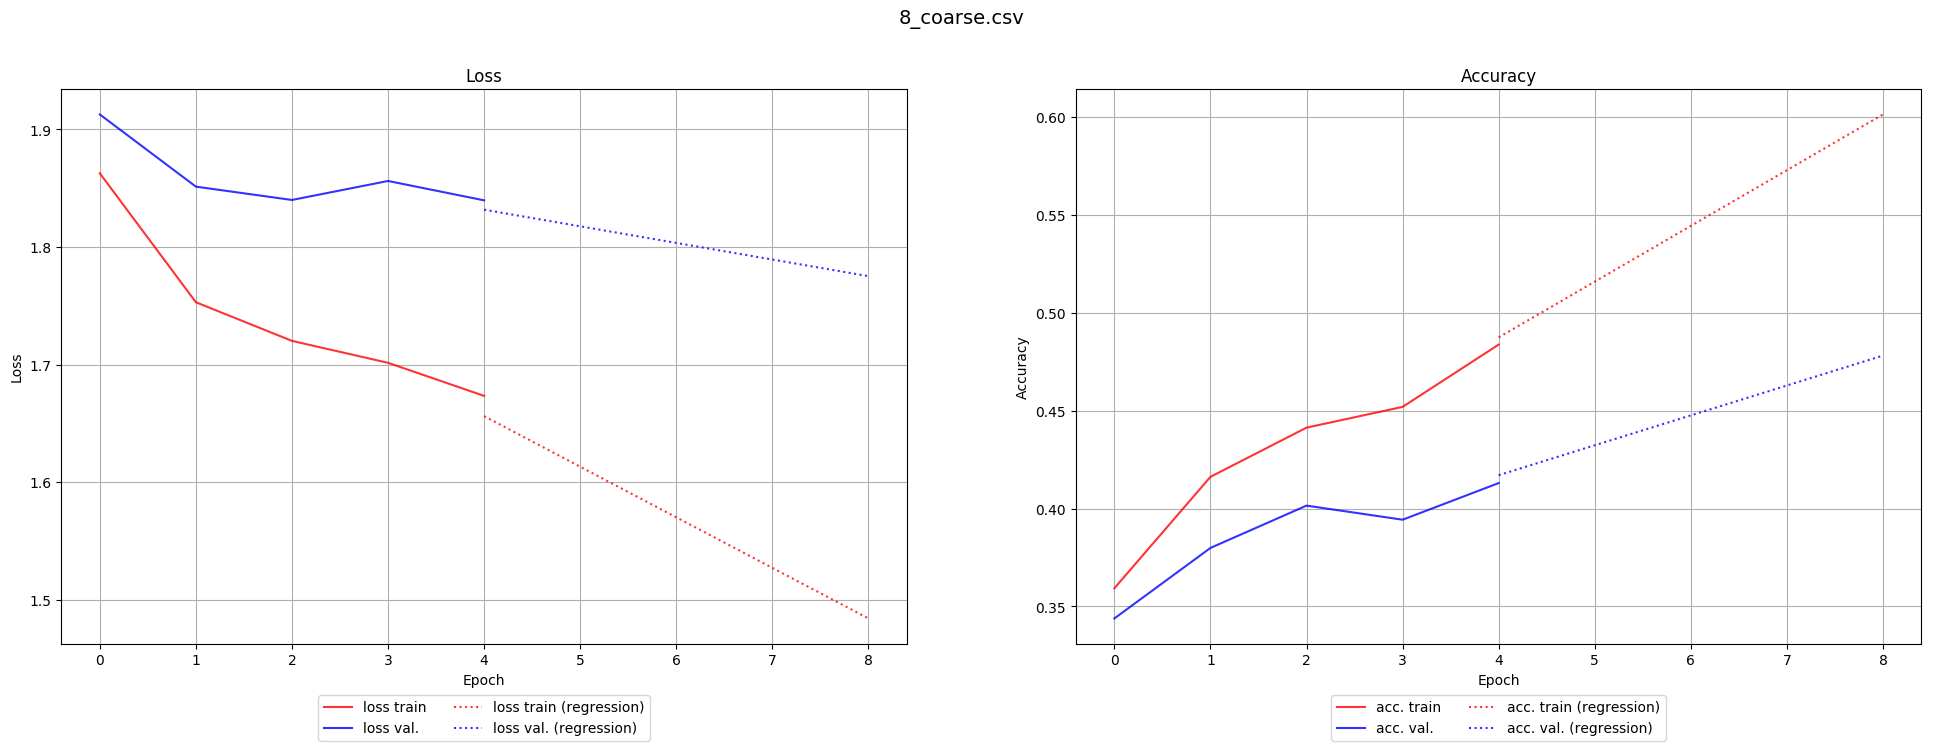 8_coarse.csv
Loss
Loss
1.9
1.8
1.7
1.6
1.5
0 1 2 3 4 5 6 7 8
Epoch
loss train
loss val.
loss train (regression)
loss val. (regression)
Accuracy
Accuracy
0.60
0.55
0.50
0.45
0.40
0.35
0 1 2 3 4 5 6 7 8
Epoch
acc. train
acc. val.
acc. train (regression)
acc. val. (regression)